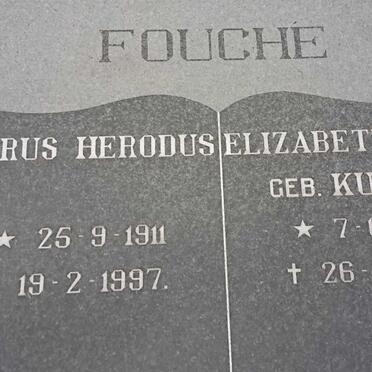 FOUCHÉ
RUS HERODUS
★ 25-9-1911
19-2-1997.
ELIZABET
GEB. KU
★ 7-
✝ 26-